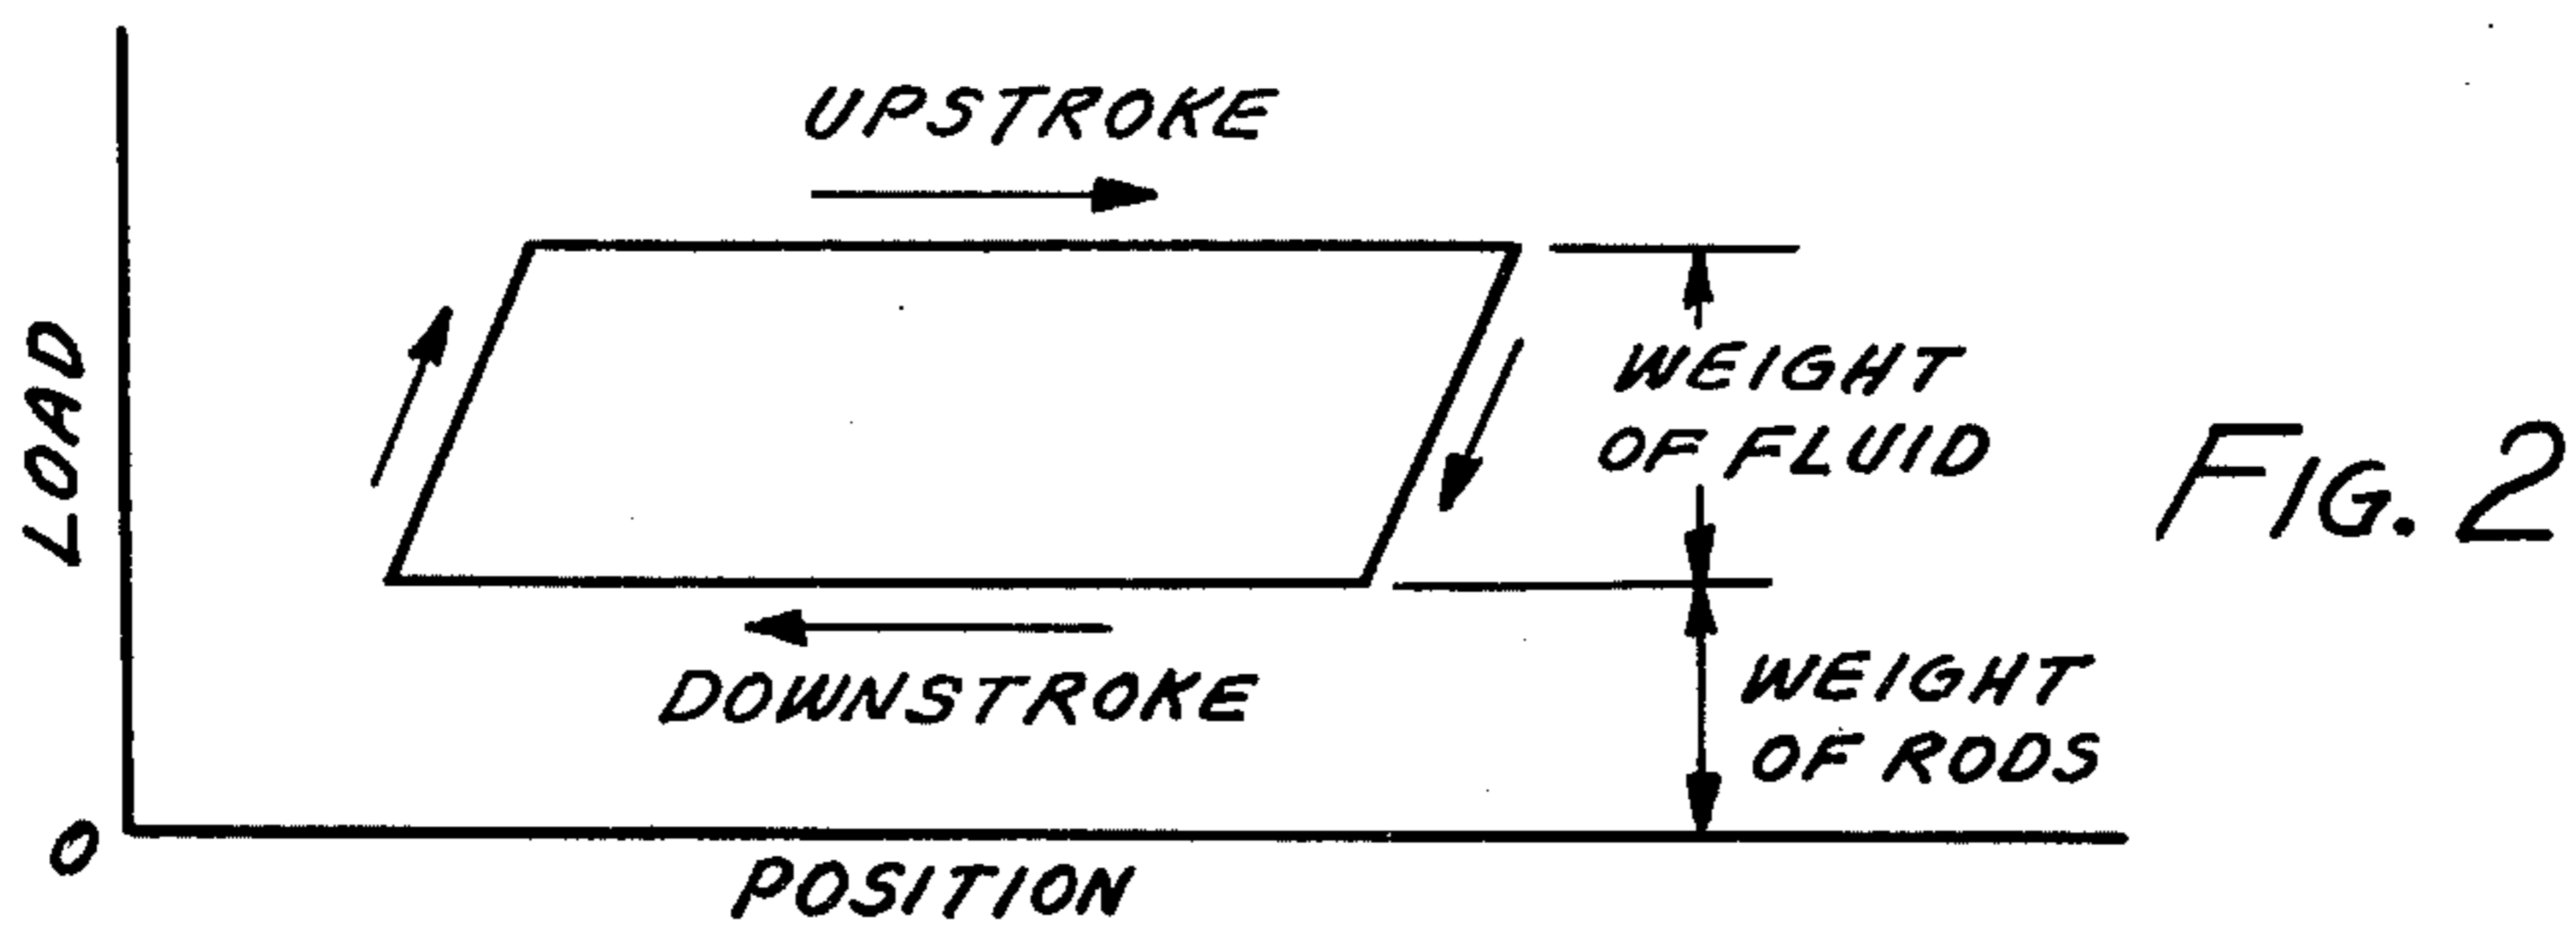 UPSTROKE
LOAD
WEIGHT
OF FLUID
FIG. 2
DOWNSTROKE
WEIGHT
OF RODS
0
POSITION